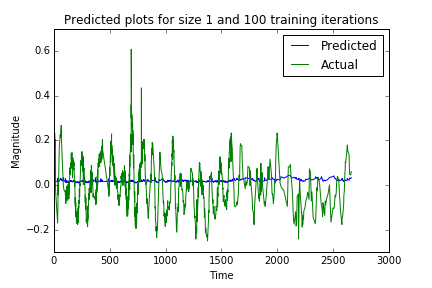 Predicted plots for size 1 and 100 training iterations
Predicted
Actual
Magnitude
0.6
0.4
0.2
0.0
−0.2
0
500
1000
1500
2000
2500
3000
Time